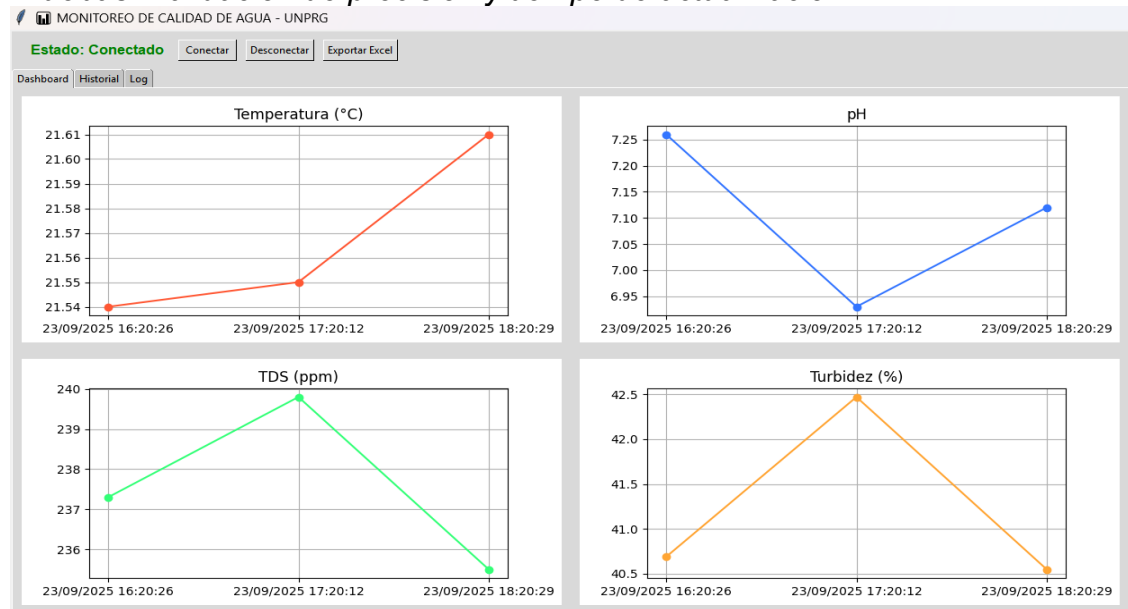 MONITOREO DE CALIDAD DE AGUA - UNPRG
Estado: Conectado Conectar Desconectar Exportar Excel
Dashboard Historial Log
Temperatura (°C)
21.61
21.60
21.59
21.58
21.57
21.56
21.55
21.54
23/09/2025 16:20:26 23/09/2025 17:20:12 23/09/2025 18:20:29
pH
7.25
7.20
7.15
7.10
7.05
7.00
6.95
23/09/2025 16:20:26 23/09/2025 17:20:12 23/09/2025 18:20:29
TDS (ppm)
240
239
238
237
236
23/09/2025 16:20:26 23/09/2025 17:20:12 23/09/2025 18:20:29
Turbidez (%)
42.5
42.0
41.5
41.0
40.5
23/09/2025 16:20:26 23/09/2025 17:20:12 23/09/2025 18:20:29